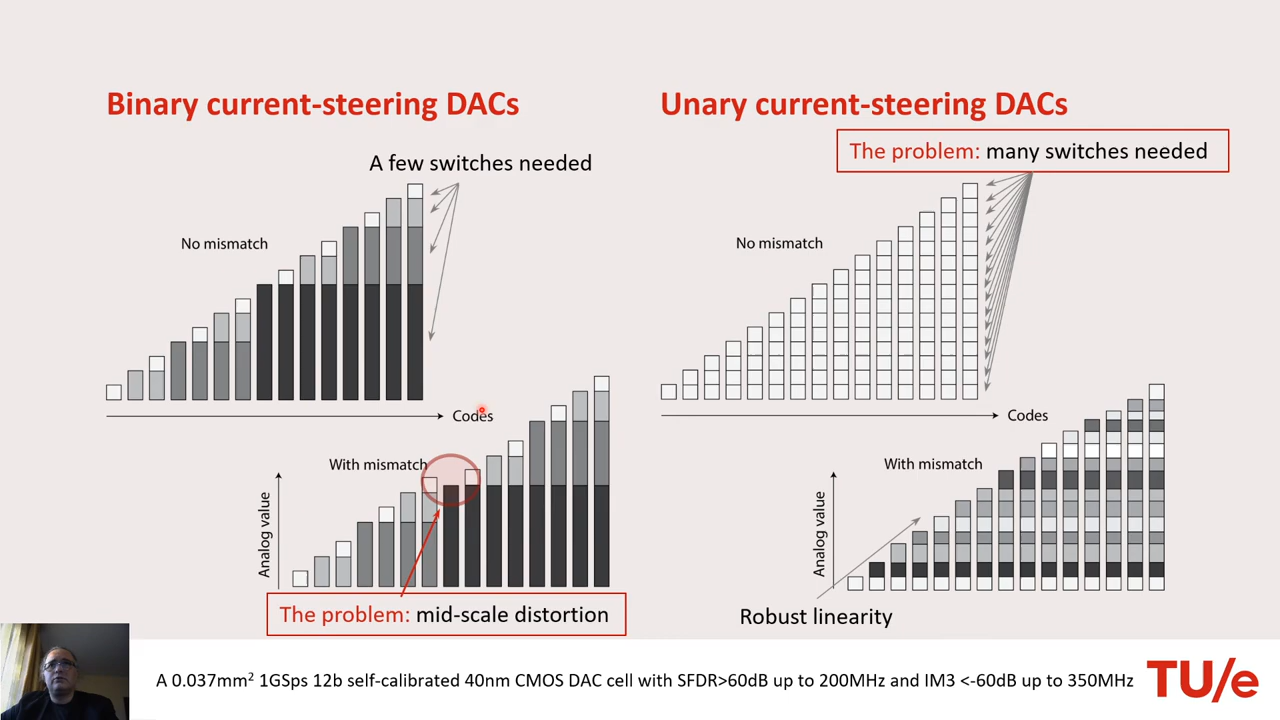 Binary current-steering DACs
A few switches needed
No mismatch
Codes
With mismatch
Analog value
The problem: mid-scale distortion
Unary current-steering DACs
The problem: many switches needed
No mismatch
Codes
With mismatch
Analog value
Robust linearity
A 0.037mm² 1GSps 12b self-calibrated 40nm CMOS DAC cell with SFDR>60dB up to 200MHz and IM3 <-60dB up to 350MHz
TU/e